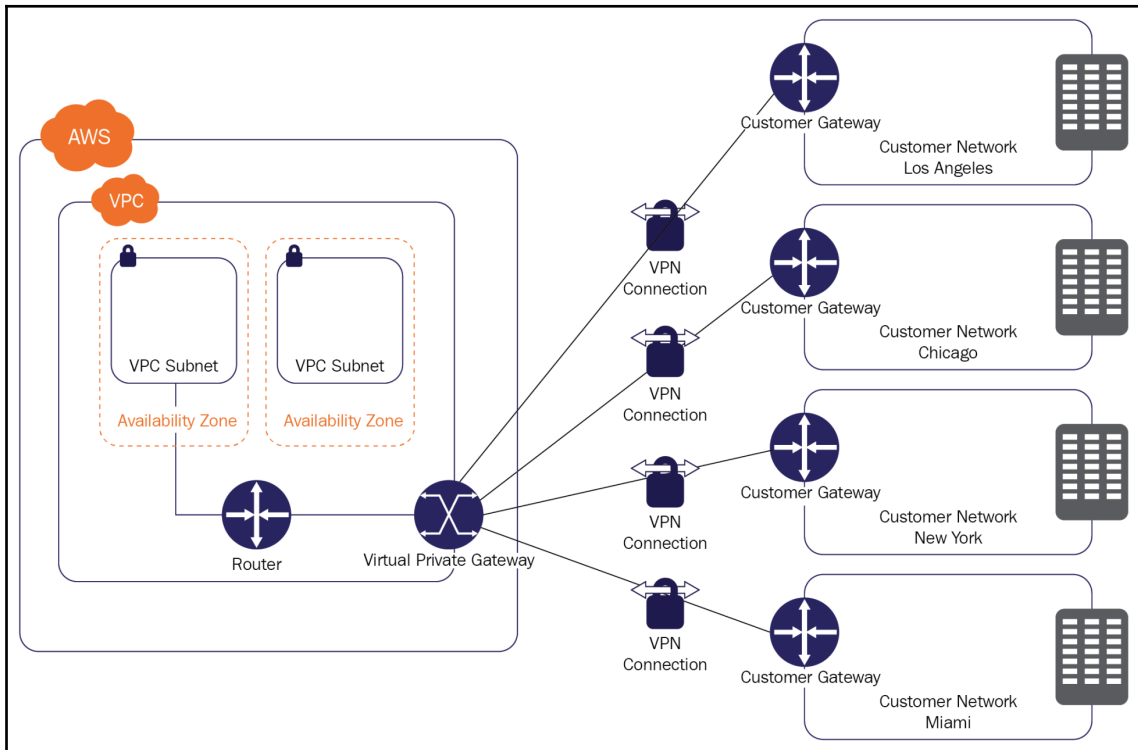 AWS
VPC
VPC Subnet
VPC Subnet
Availability Zone
Availability Zone
Router
Virtual Private Gateway
VPN
Connection
VPN
Connection
VPN
Connection
VPN
Connection
Customer Gateway
Customer Network
Los Angeles
Customer Gateway
Customer Network
Chicago
Customer Gateway
Customer Network
New York
Customer Gateway
Customer Network
Miami